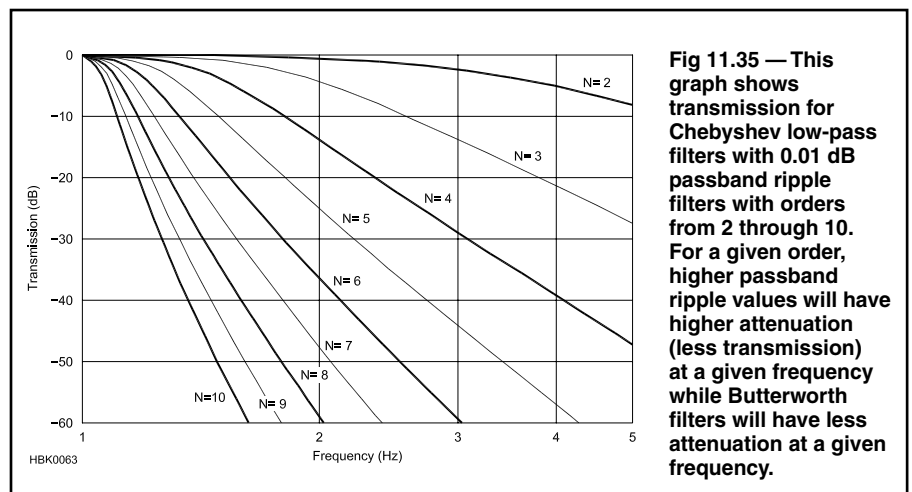 0
−10
−20
−30
−40
−50
−60
Transmission (dB)
1
2
3
4
5
Frequency (Hz)
HBK0063
N= 2
N= 3
N= 4
N= 5
N= 6
N= 7
N= 8
N= 9
N=10
Fig 11.35 — This
graph shows
transmission for
Chebyshev low-pass
filters with 0.01 dB
passband ripple
filters with orders
from 2 through 10.
For a given order,
higher passband
ripple values will have
higher attenuation
(less transmission)
at a given frequency
while Butterworth
filters will have less
attenuation at a given
frequency.